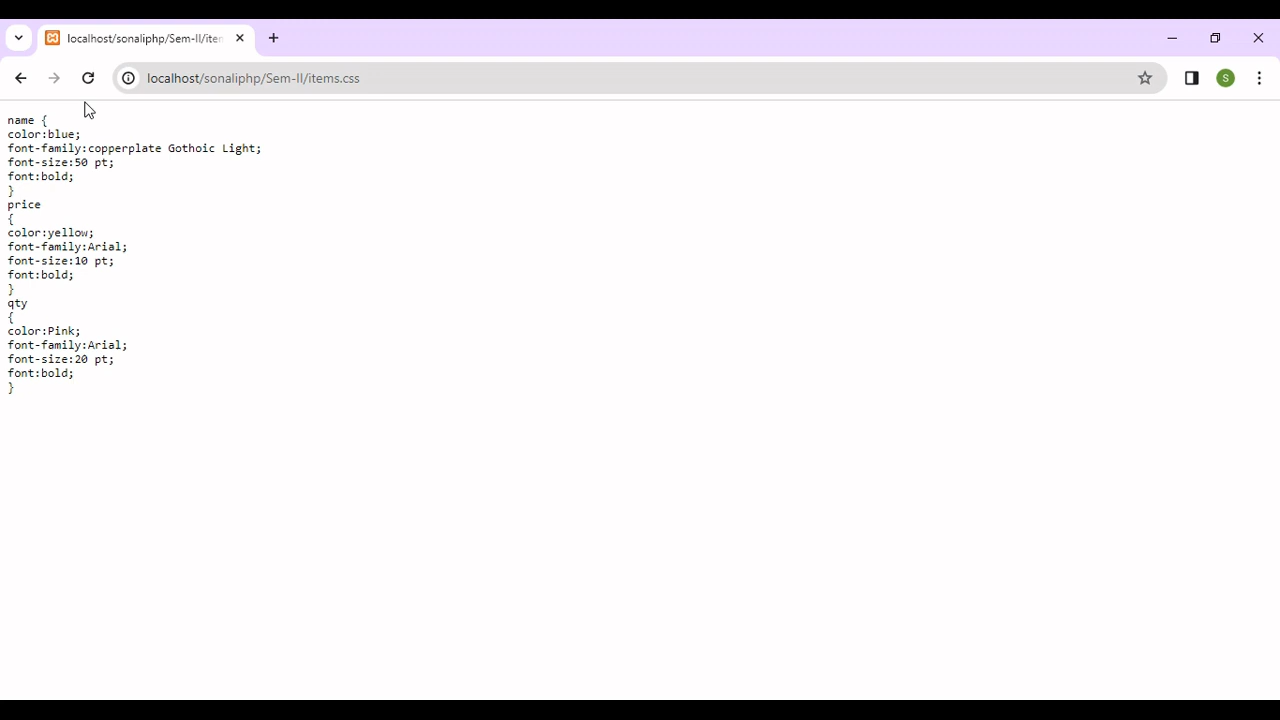 localhost/sonaliphp/Sem-II/iter
localhost/sonaliphp/Sem-II/items.css
S
name {
color:blue;
font-family:copperplate Gothoic Light;
font-size:50 pt;
font:bold;
}
price
{
color:yellow;
font-family:Arial;
font-size:10 pt;
font:bold;
}
qty
{
color:Pink;
font-family:Arial;
font-size:20 pt;
font:bold;
}